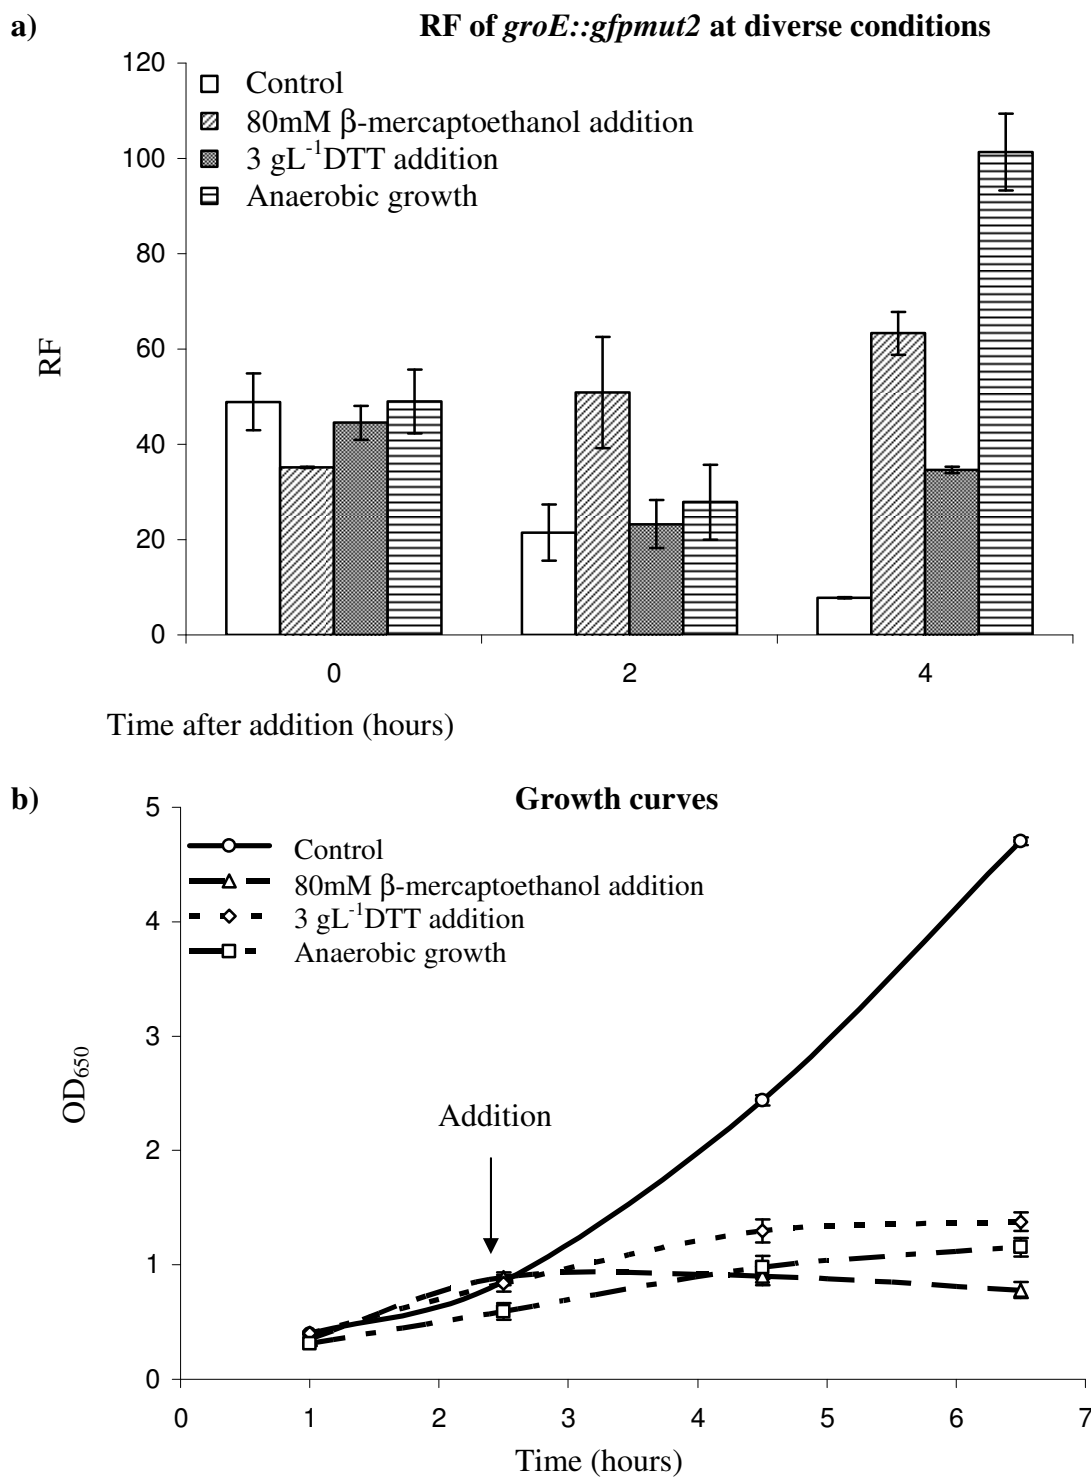 a)
RF of groE::gfpmut2 at diverse conditions
120
100
80
60
40
20
0
RF
Control
80mM β-mercaptoethanol addition
3 gL⁻¹DTT addition
Anaerobic growth
0 2 4
Time after addition (hours)
b)
Growth curves
5
4
3
2
1
0
OD₆₅₀
Control
80mM β-mercaptoethanol addition
3 gL⁻¹DTT addition
Anaerobic growth
Addition
0 1 2 3 4 5 6 7
Time (hours)